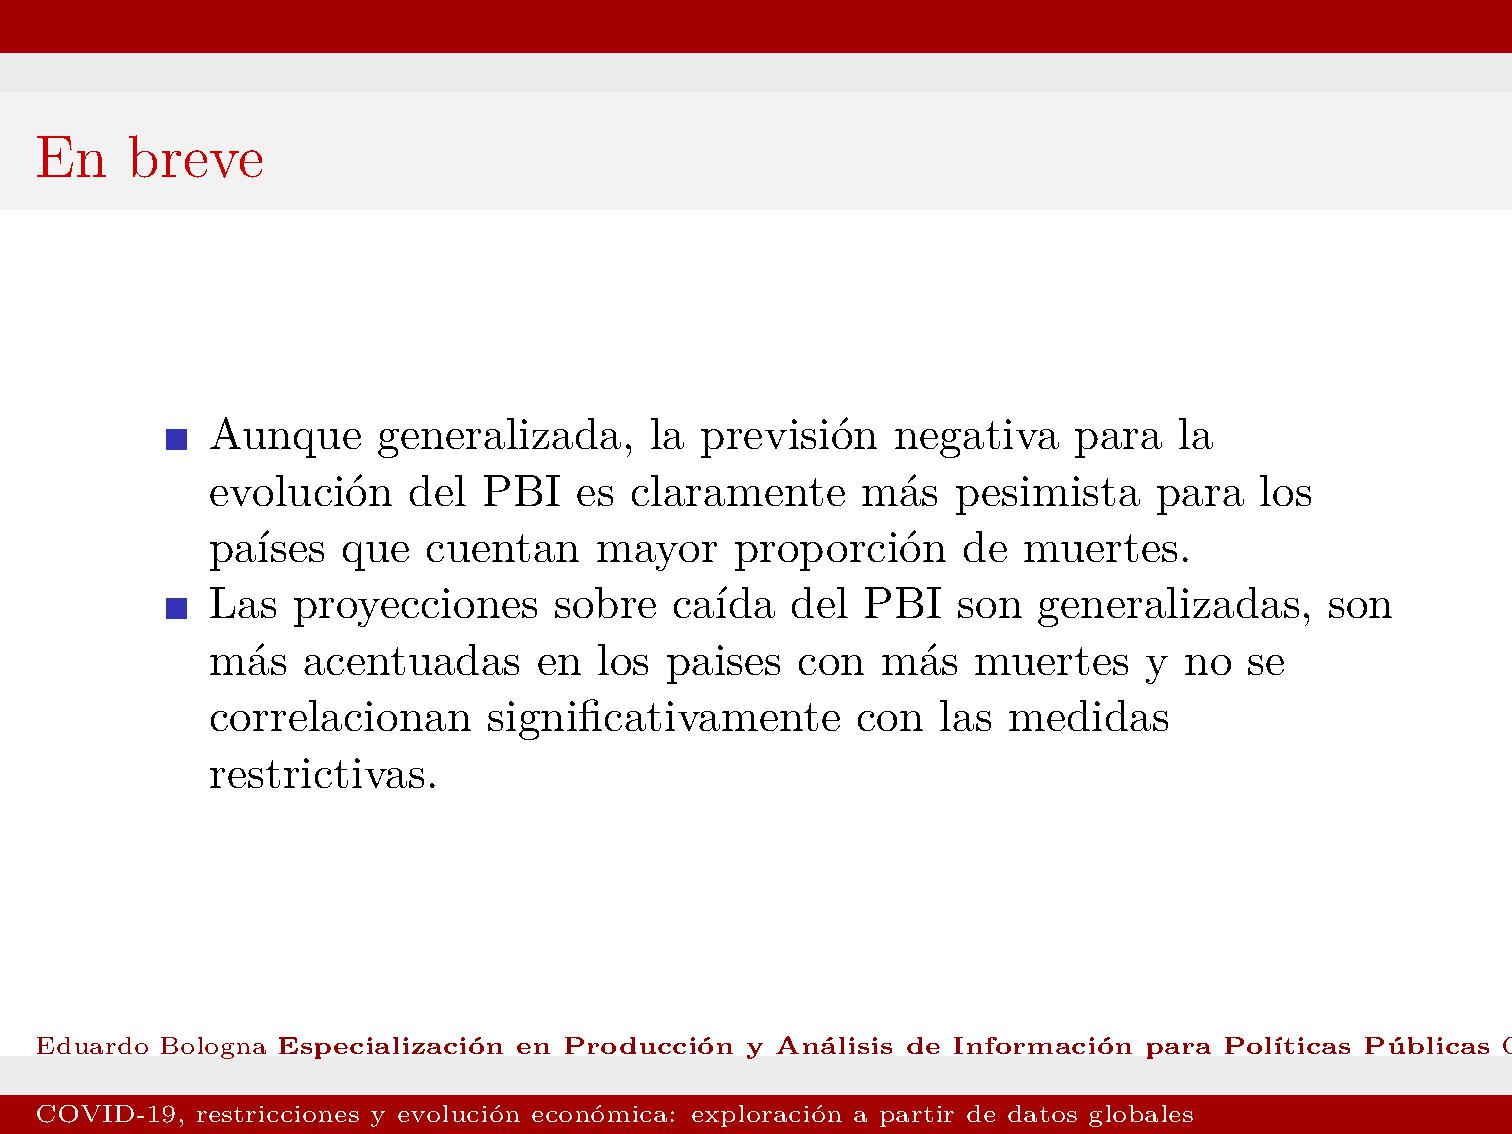 En breve
Aunque generalizada, la previsión negativa para la
evolución del PBI es claramente más pesimista para los
países que cuentan mayor proporción de muertes.
Las proyecciones sobre caída del PBI son generalizadas, son
más acentuadas en los paises con más muertes y no se
correlacionan significativamente con las medidas
restrictivas.
Eduardo Bologna Especialización en Producción y Análisis de Información para Políticas Públicas
COVID-19, restricciones y evolución económica: exploración a partir de datos globales